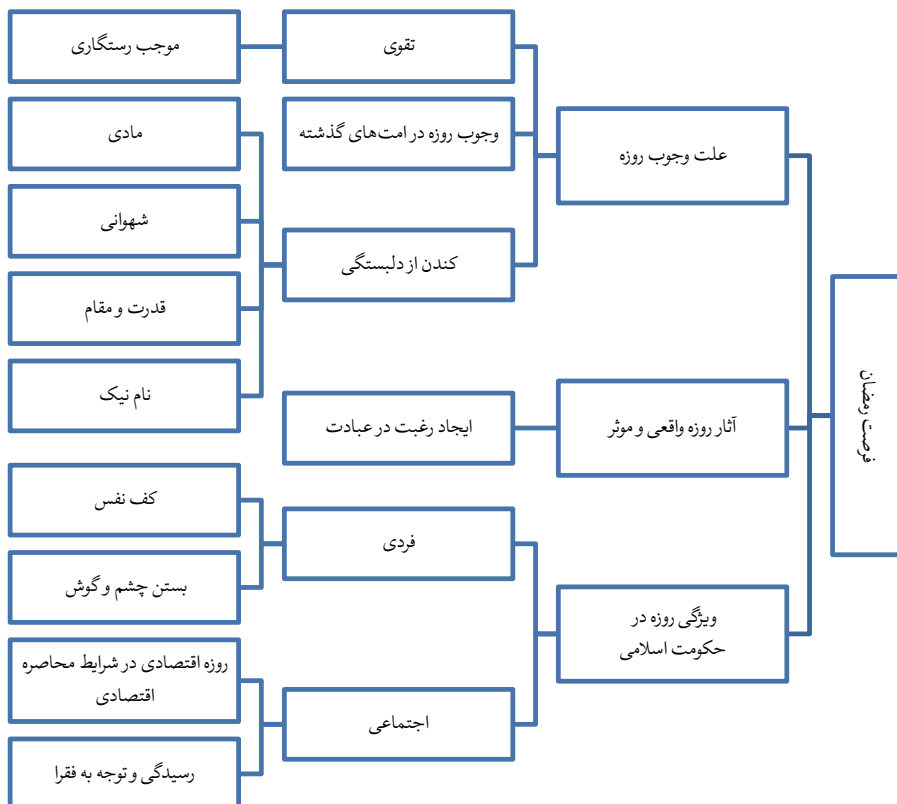 فرصت رمضان
علت وجوب روزه
تقوی
موجب رستگاری
وجوب روزه در امت‌های گذشته
کندن از دلبستگی
مادی
شهوانی
قدرت و مقام
نام نیک
آثار روزه واقعی و موثر
ایجاد رغبت در عبادت
ویژگی روزه در
حکومت اسلامی
فردی
کف نفس
بستن چشم و گوش
اجتماعی
روزه اقتصادی در شرایط محاصره
اقتصادی
رسیدگی و توجه به فقرا